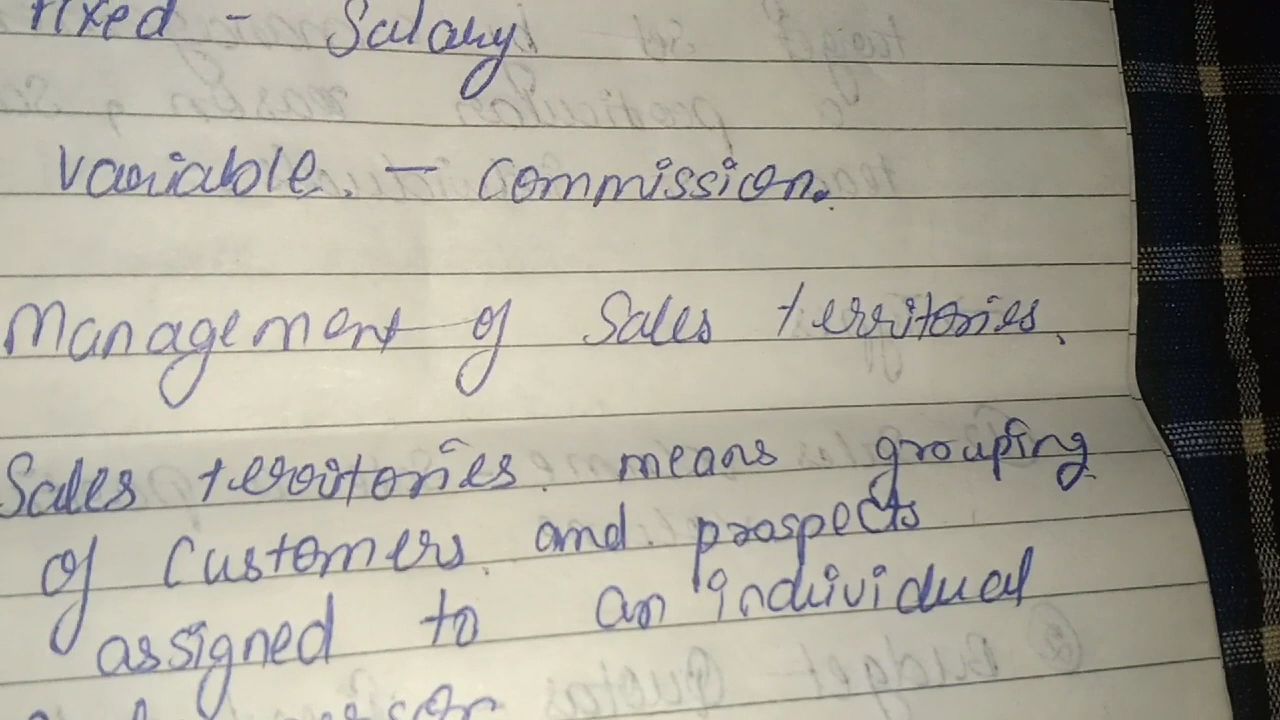 Fixed - Salary
Variable. - Commission.
Management of Sales territories.
Sales territories. means grouping
of Customers. and. prospects
assigned to an individual